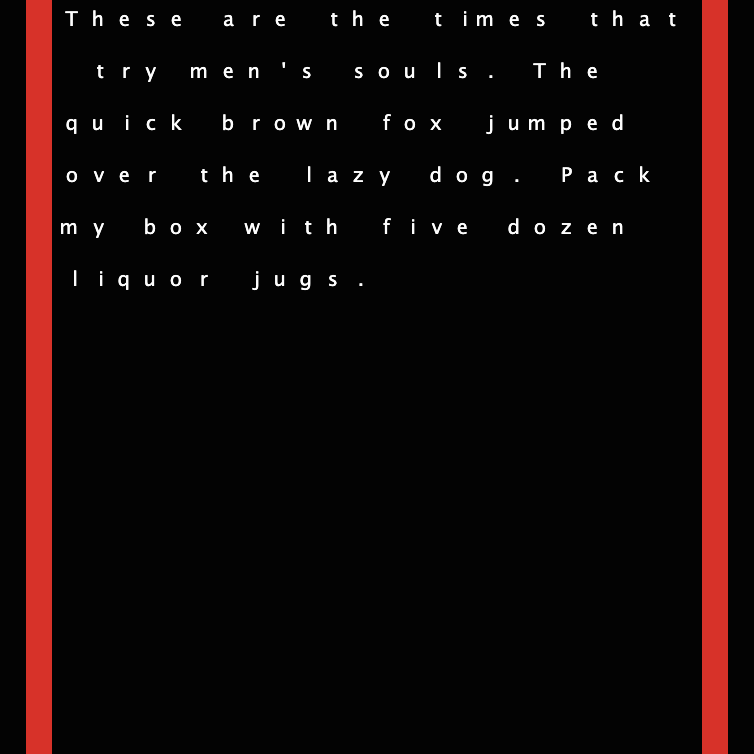 These are the times that
try men's souls. The
quick brown fox jumped
over the lazy dog. Pack
my box with five dozen
liquor jugs.